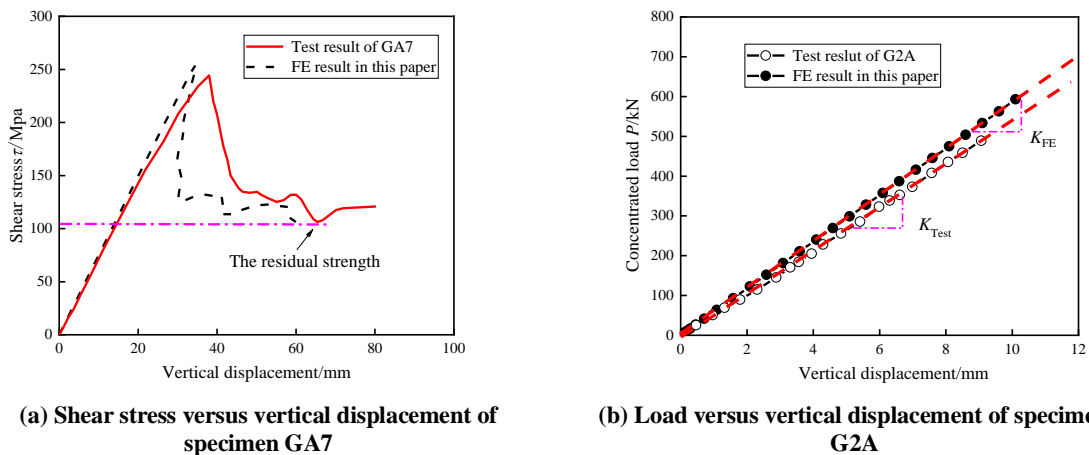 300
250
200
150
100
50
0
Shear stress τ/Mpa
Test result of GA7
FE result in this paper
The residual strength
0 20 40 60 80 100
Vertical displacement/mm
(a) Shear stress versus vertical displacement of
specimen GA7
800
700
600
500
400
300
200
100
0
Concentrated load P/kN
Test reslut of G2A
FE result in this paper
KFE
KTest
0 2 4 6 8 10 12
Vertical displacement/mm
(b) Load versus vertical displacement of specime
G2A